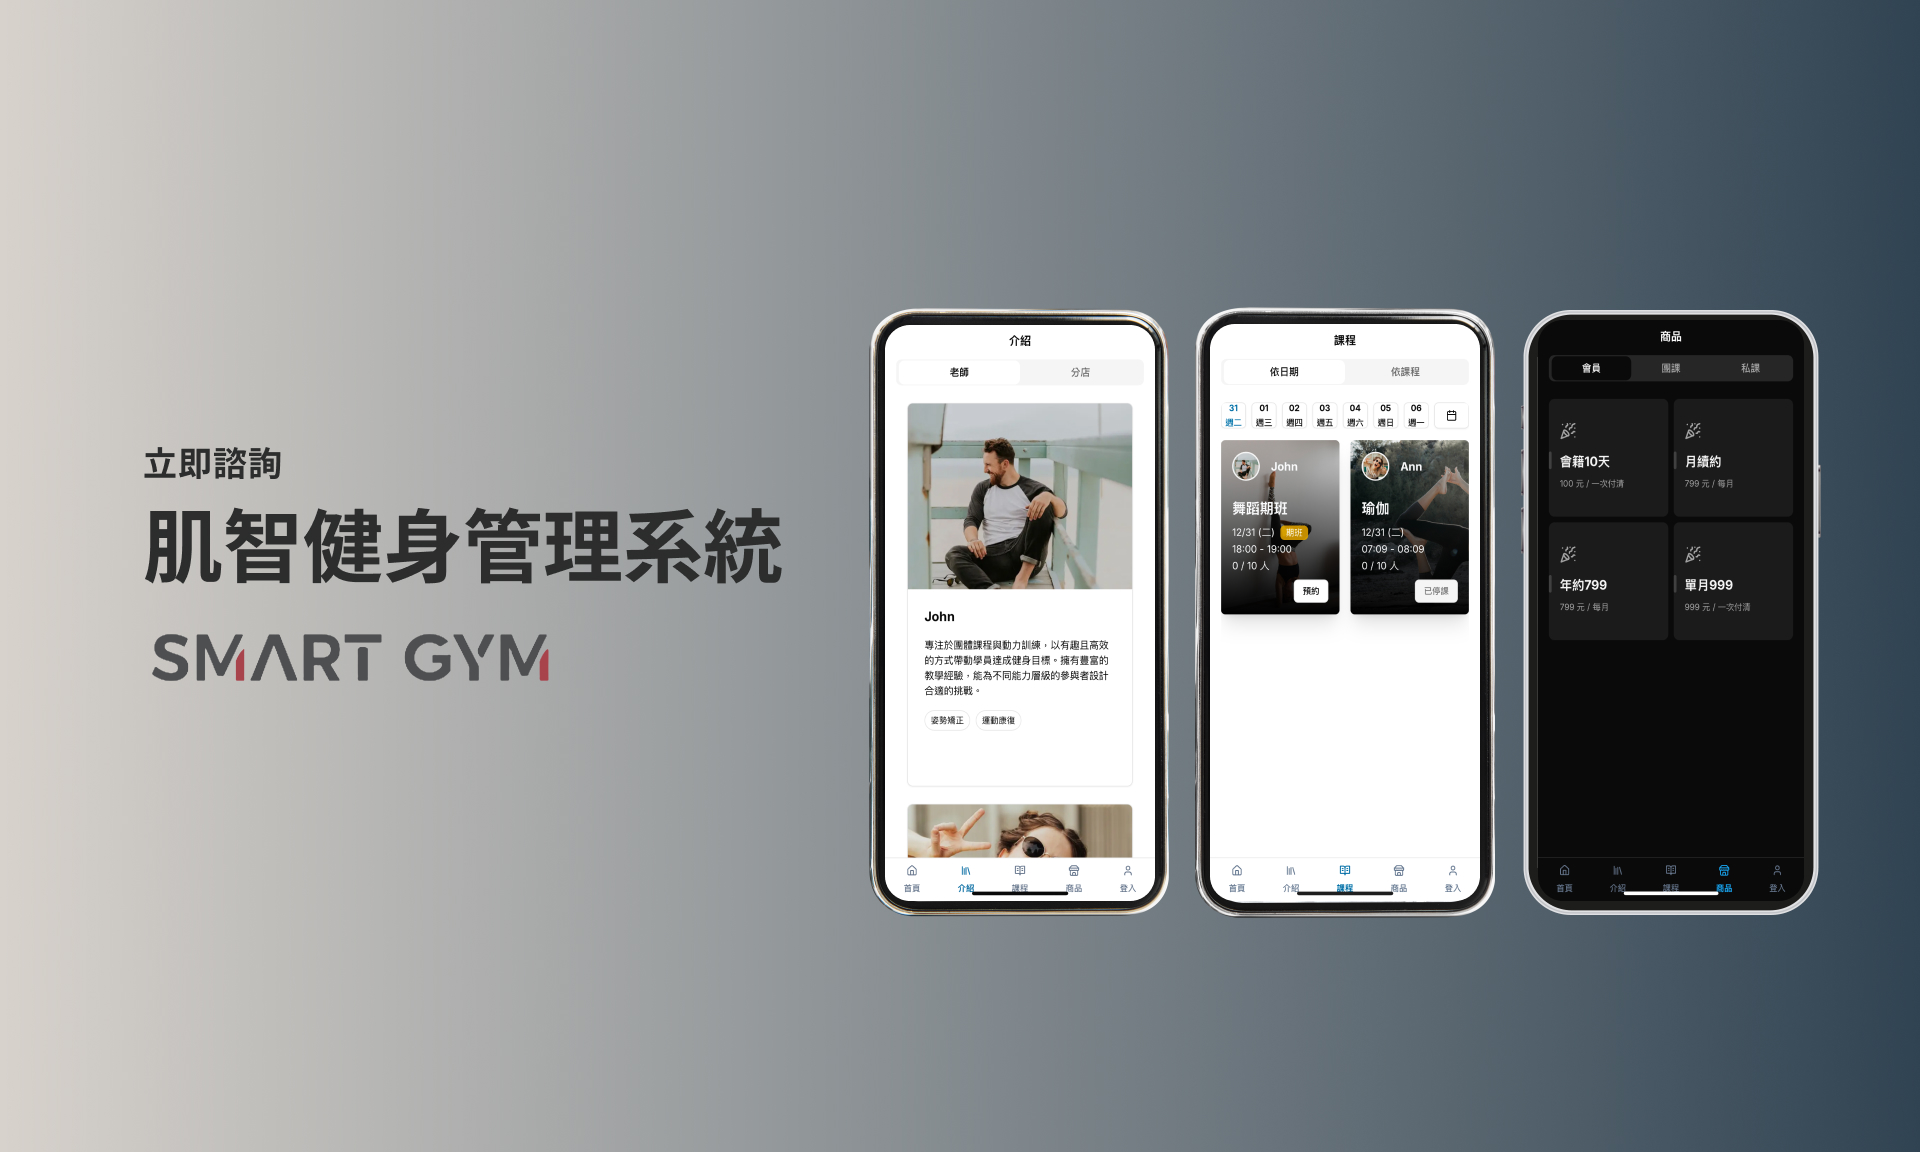 立即諮詢
肌智健身管理系統
SMART GYM
介紹
老師
分店
John
專注於團體課程與動力訓練，以有趣且高效
的方式帶動學員達成健身目標。擁有豐富的
教學經驗，能為不同能力層級的參與者設計
合適的挑戰。
姿勢矯正
運動康復
首頁
介紹
課程
商品
登入
課程
依日期
依課程
31 01 02 03 04 05 06
週二 週三 週四 週五 週六 週日 週一
John
舞蹈期班
12/31 (二) 期班
18:00 - 19:00
0 / 10 人
預約
Ann
瑜伽
12/31 (二)
07:09 - 08:09
0 / 10 人
已停課
首頁
介紹
課程
商品
登入
商品
會員
團課
私課
會籍10天
100 元 / 一次付清
月續約
799 元 / 每月
年約799
799 元 / 每月
單月999
999 元 / 一次付清
首頁
介紹
課程
商品
登入